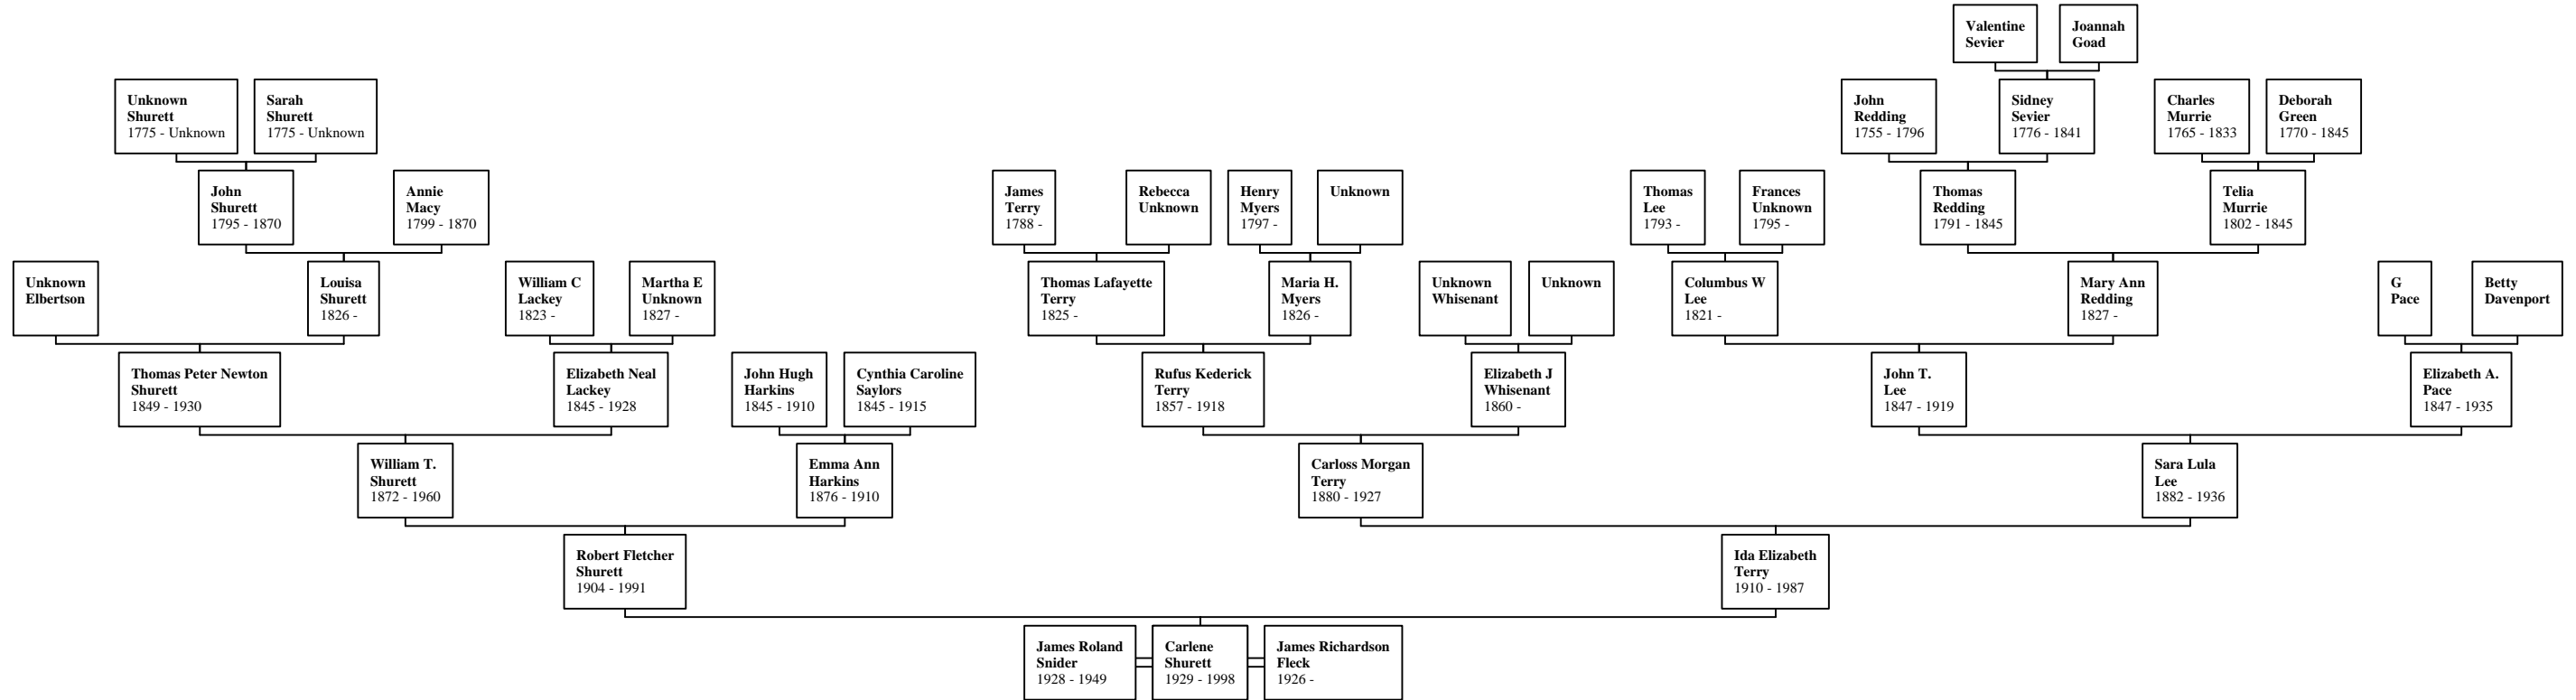 Valentine
Sevier
Joannah
Goad
Unknown
Shurett
1775 - Unknown
Sarah
Shurett
1775 - Unknown
John
Redding
1755 - 1796
Sidney
Sevier
1776 - 1841
Charles
Murrie
1765 - 1833
Deborah
Green
1770 - 1845
John
Shurett
1795 - 1870
Annie
Macy
1799 - 1870
James
Terry
1788 -
Rebecca
Unknown
Henry
Myers
1797 -
Unknown
Thomas
Lee
1793 -
Frances
Unknown
1795 -
Thomas
Redding
1791 - 1845
Telia
Murrie
1802 - 1845
Unknown
Elbertson
Louisa
Shurett
1826 -
William C
Lackey
1823 -
Martha E
Unknown
1827 -
Thomas Lafayette
Terry
1825 -
Maria H.
Myers
1826 -
Unknown
Whisenant
Unknown
Columbus W
Lee
1821 -
Mary Ann
Redding
1827 -
G
Pace
Betty
Davenport
Thomas Peter Newton
Shurett
1849 - 1930
Elizabeth Neal
Lackey
1845 - 1928
John Hugh
Harkins
1845 - 1910
Cynthia Caroline
Saylors
1845 - 1915
Rufus Kederick
Terry
1857 - 1918
Elizabeth J
Whisenant
1860 -
John T.
Lee
1847 - 1919
Elizabeth A.
Pace
1847 - 1935
William T.
Shurett
1872 - 1960
Emma Ann
Harkins
1876 - 1910
Carloss Morgan
Terry
1880 - 1927
Sara Lula
Lee
1882 - 1936
Robert Fletcher
Shurett
1904 - 1991
Ida Elizabeth
Terry
1910 - 1987
James Roland
Snider
1928 - 1949
Carlene
Shurett
1929 - 1998
James Richardson
Fleck
1926 -